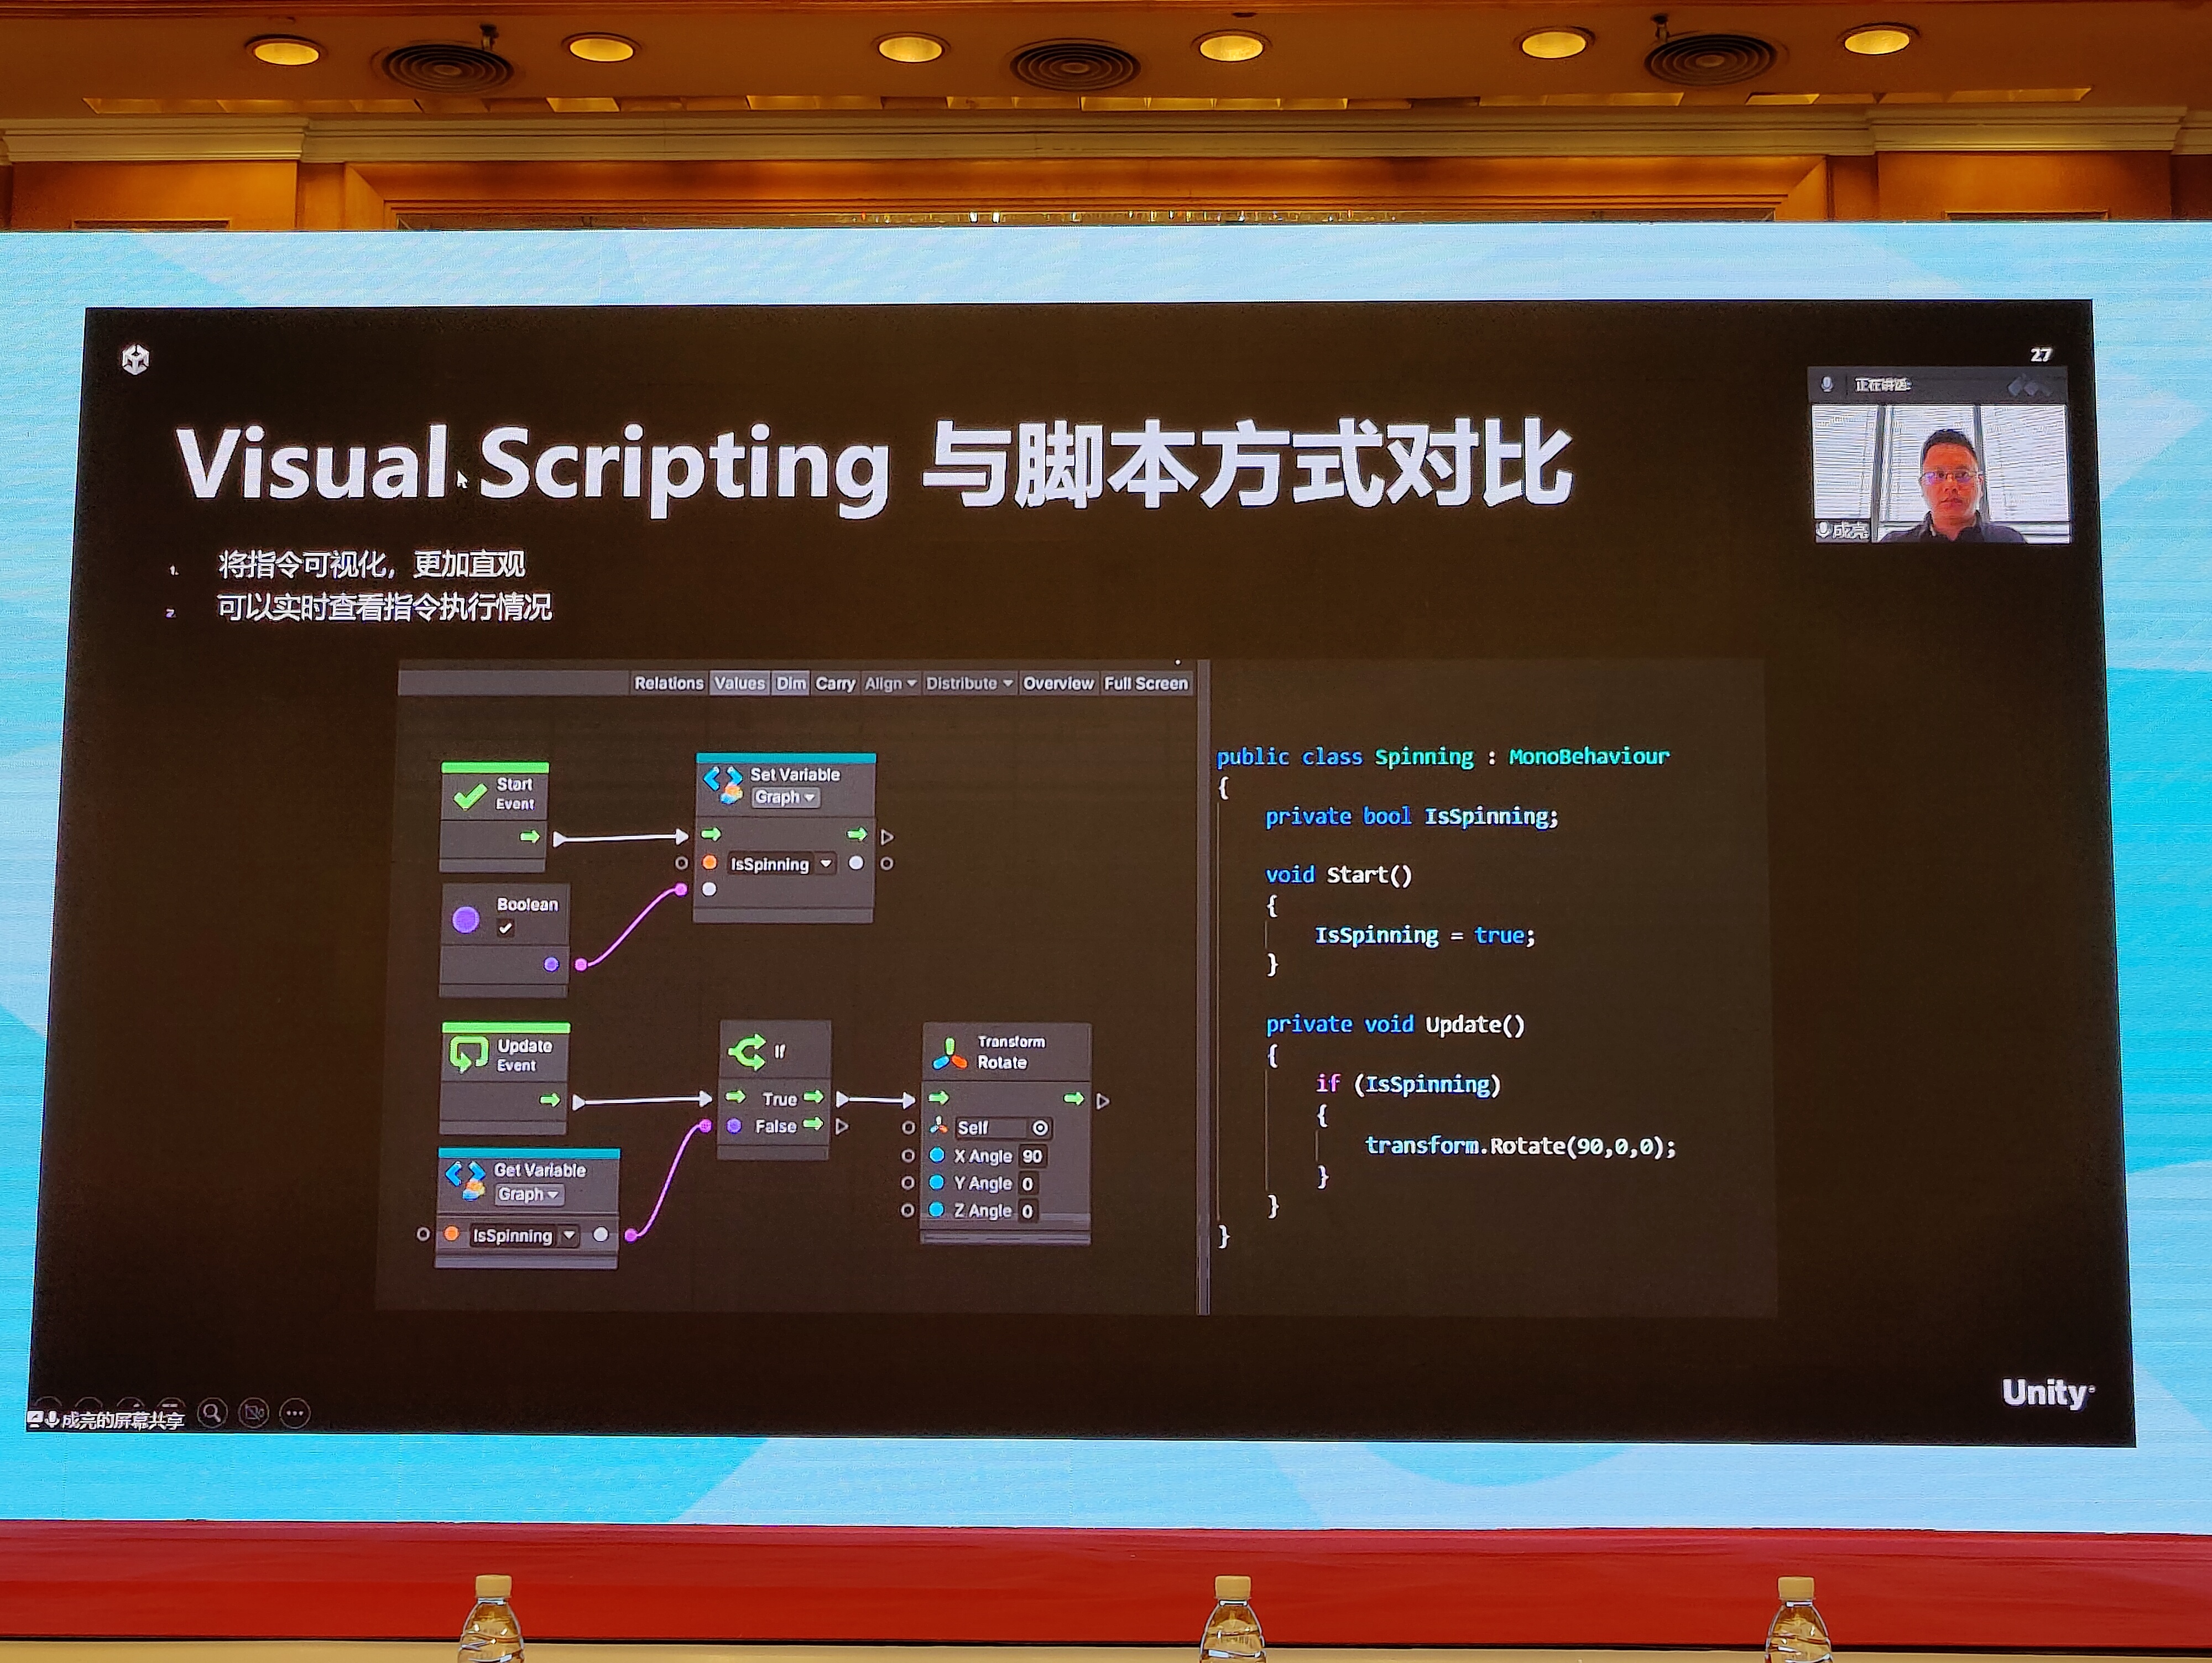 27
正在讲话:
成亮
Visual Scripting 与脚本方式对比
1. 将指令可视化，更加直观
2. 可以实时查看指令执行情况
Relations Values Dim Carry Align Distribute Overview Full Screen
Start
Event
Set Variable
Graph
IsSpinning
Boolean
Update
Event
If
True
False
Transform
Rotate
Self
X Angle 90
Y Angle 0
Z Angle 0
Get Variable
Graph
IsSpinning
public class Spinning : MonoBehaviour
{
private bool IsSpinning;
void Start()
{
IsSpinning = true;
}
private void Update()
{
if (IsSpinning)
{
transform.Rotate(90,0,0);
}
}
}
成亮的屏幕共享
Unity